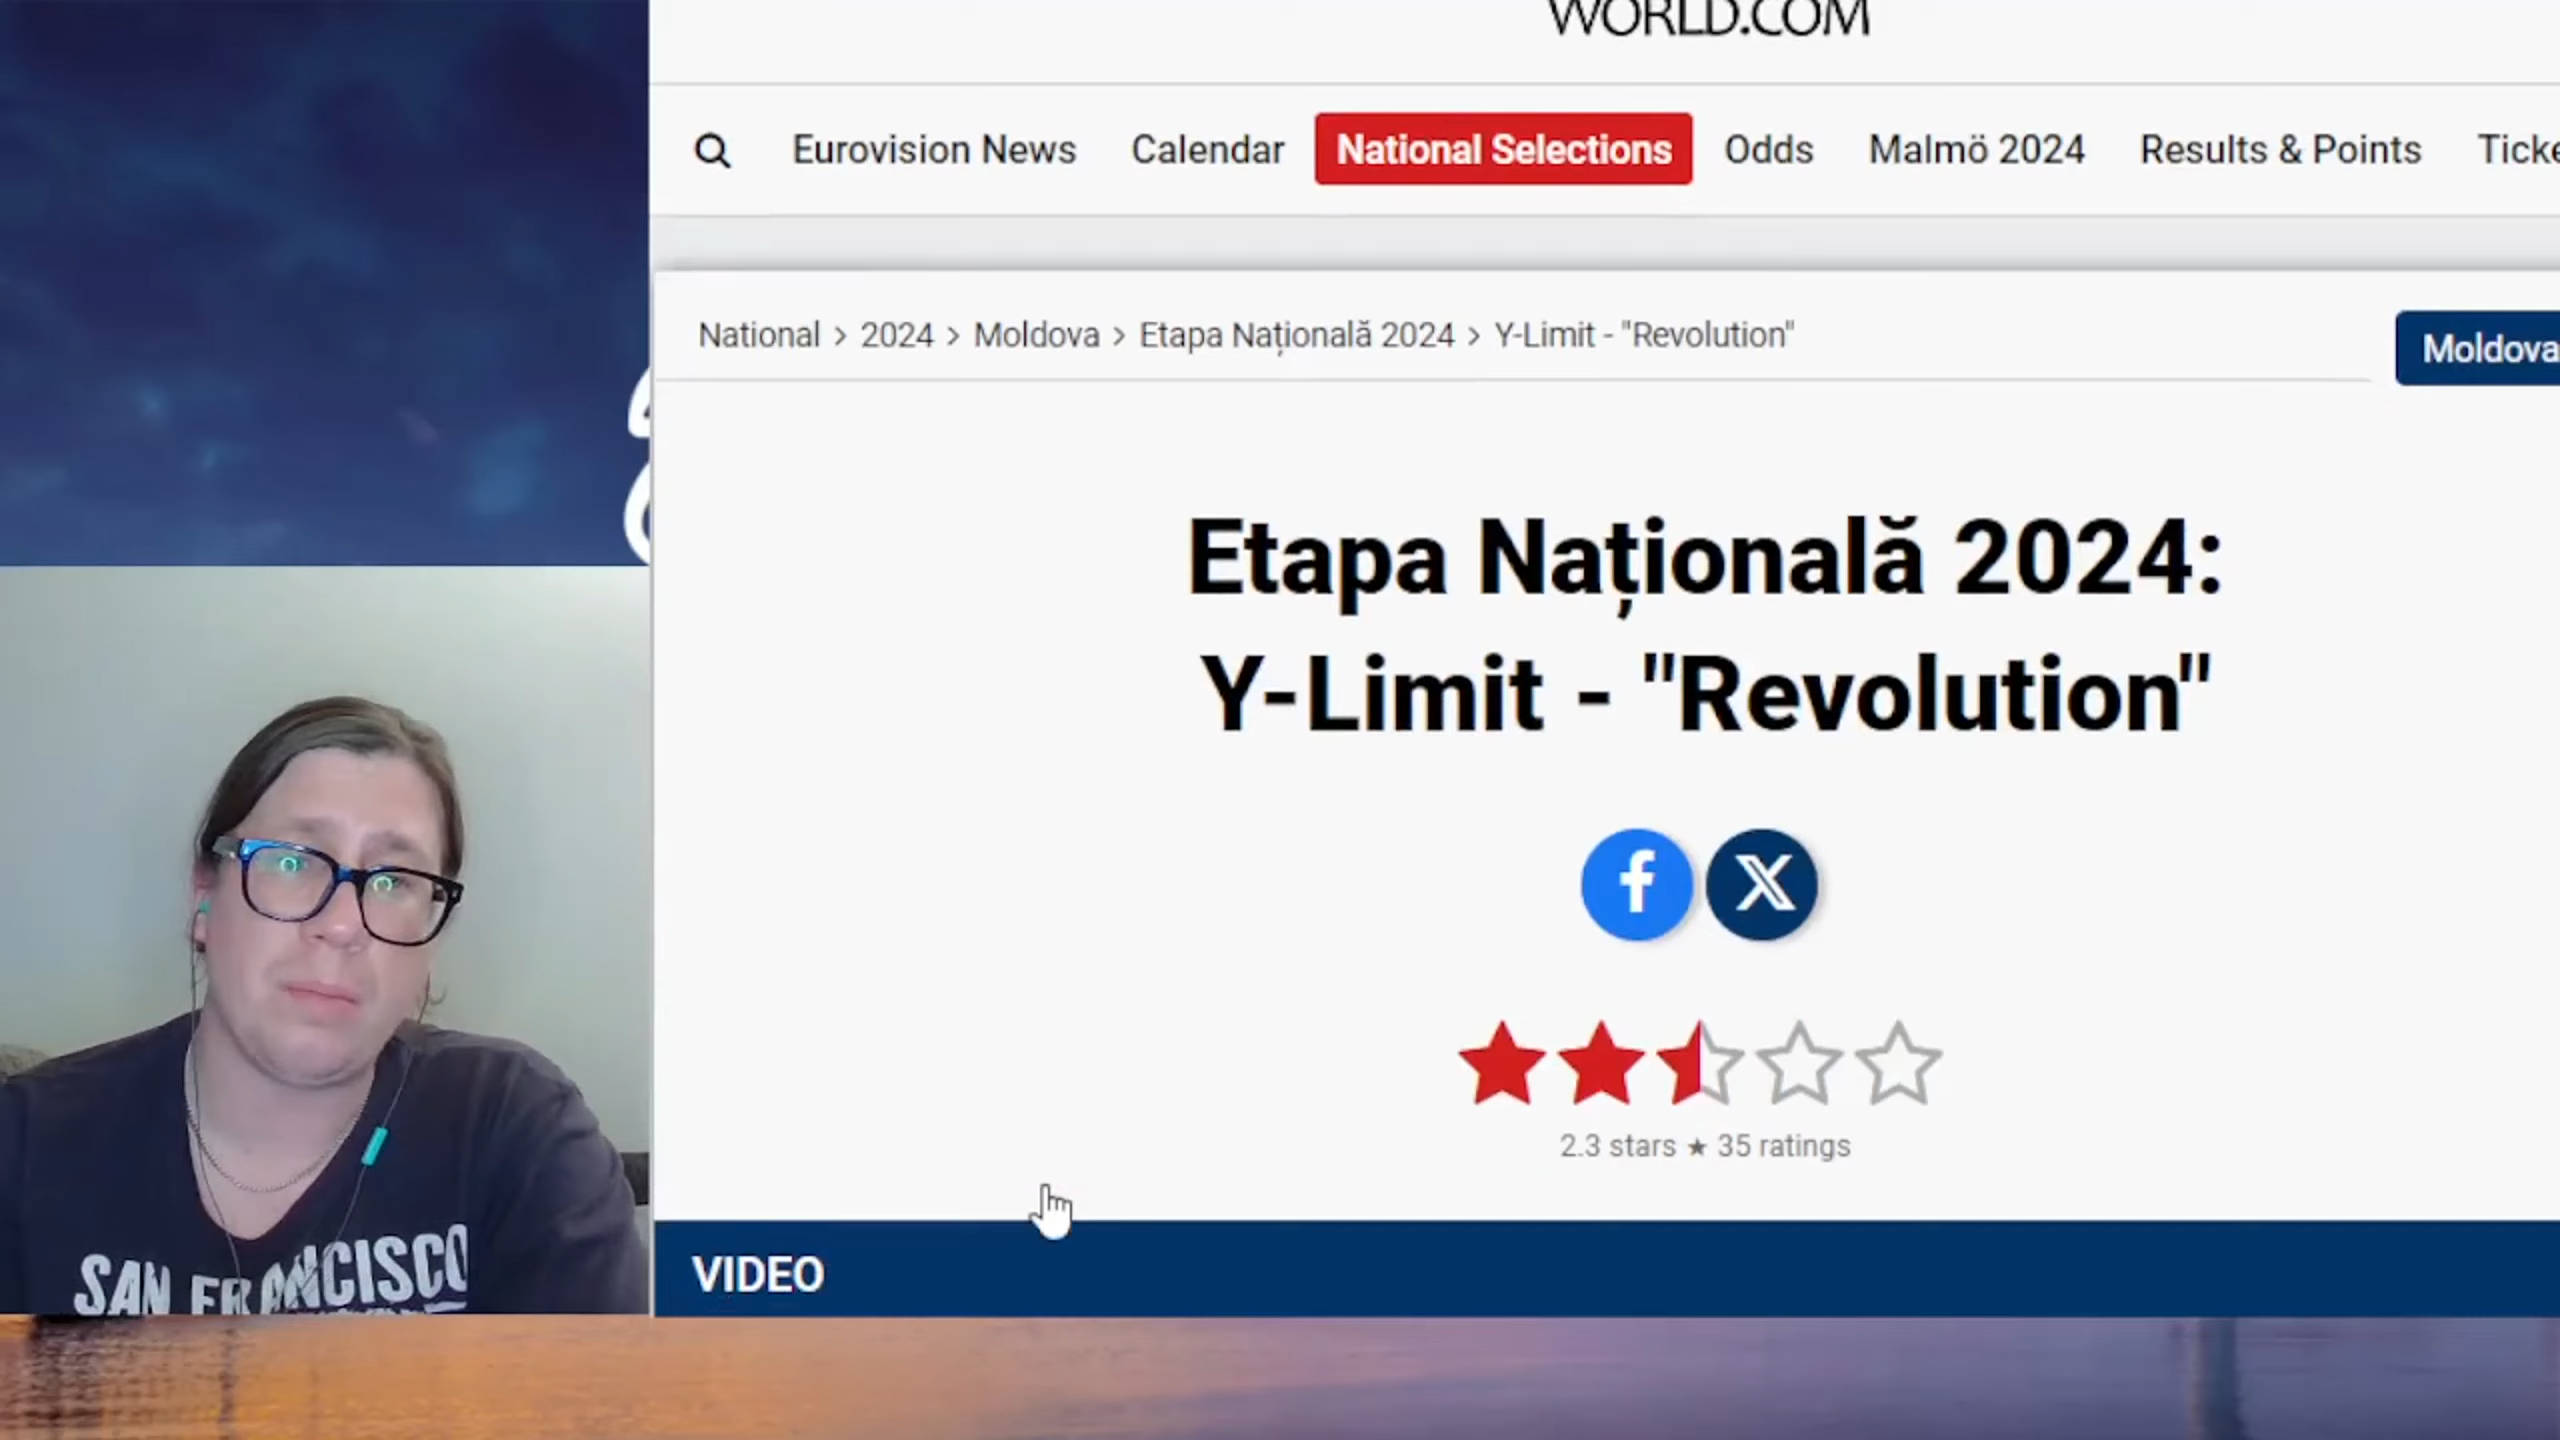 WORLD.COM
Eurovision News Calendar National Selections Odds Malmö 2024 Results & Points
National > 2024 > Moldova > Etapa Națională 2024 > Y-Limit - "Revolution"
Moldova
Etapa Națională 2024:
Y-Limit - "Revolution"
2.3 stars ★ 35 ratings
VIDEO
SAN FRANCISCO